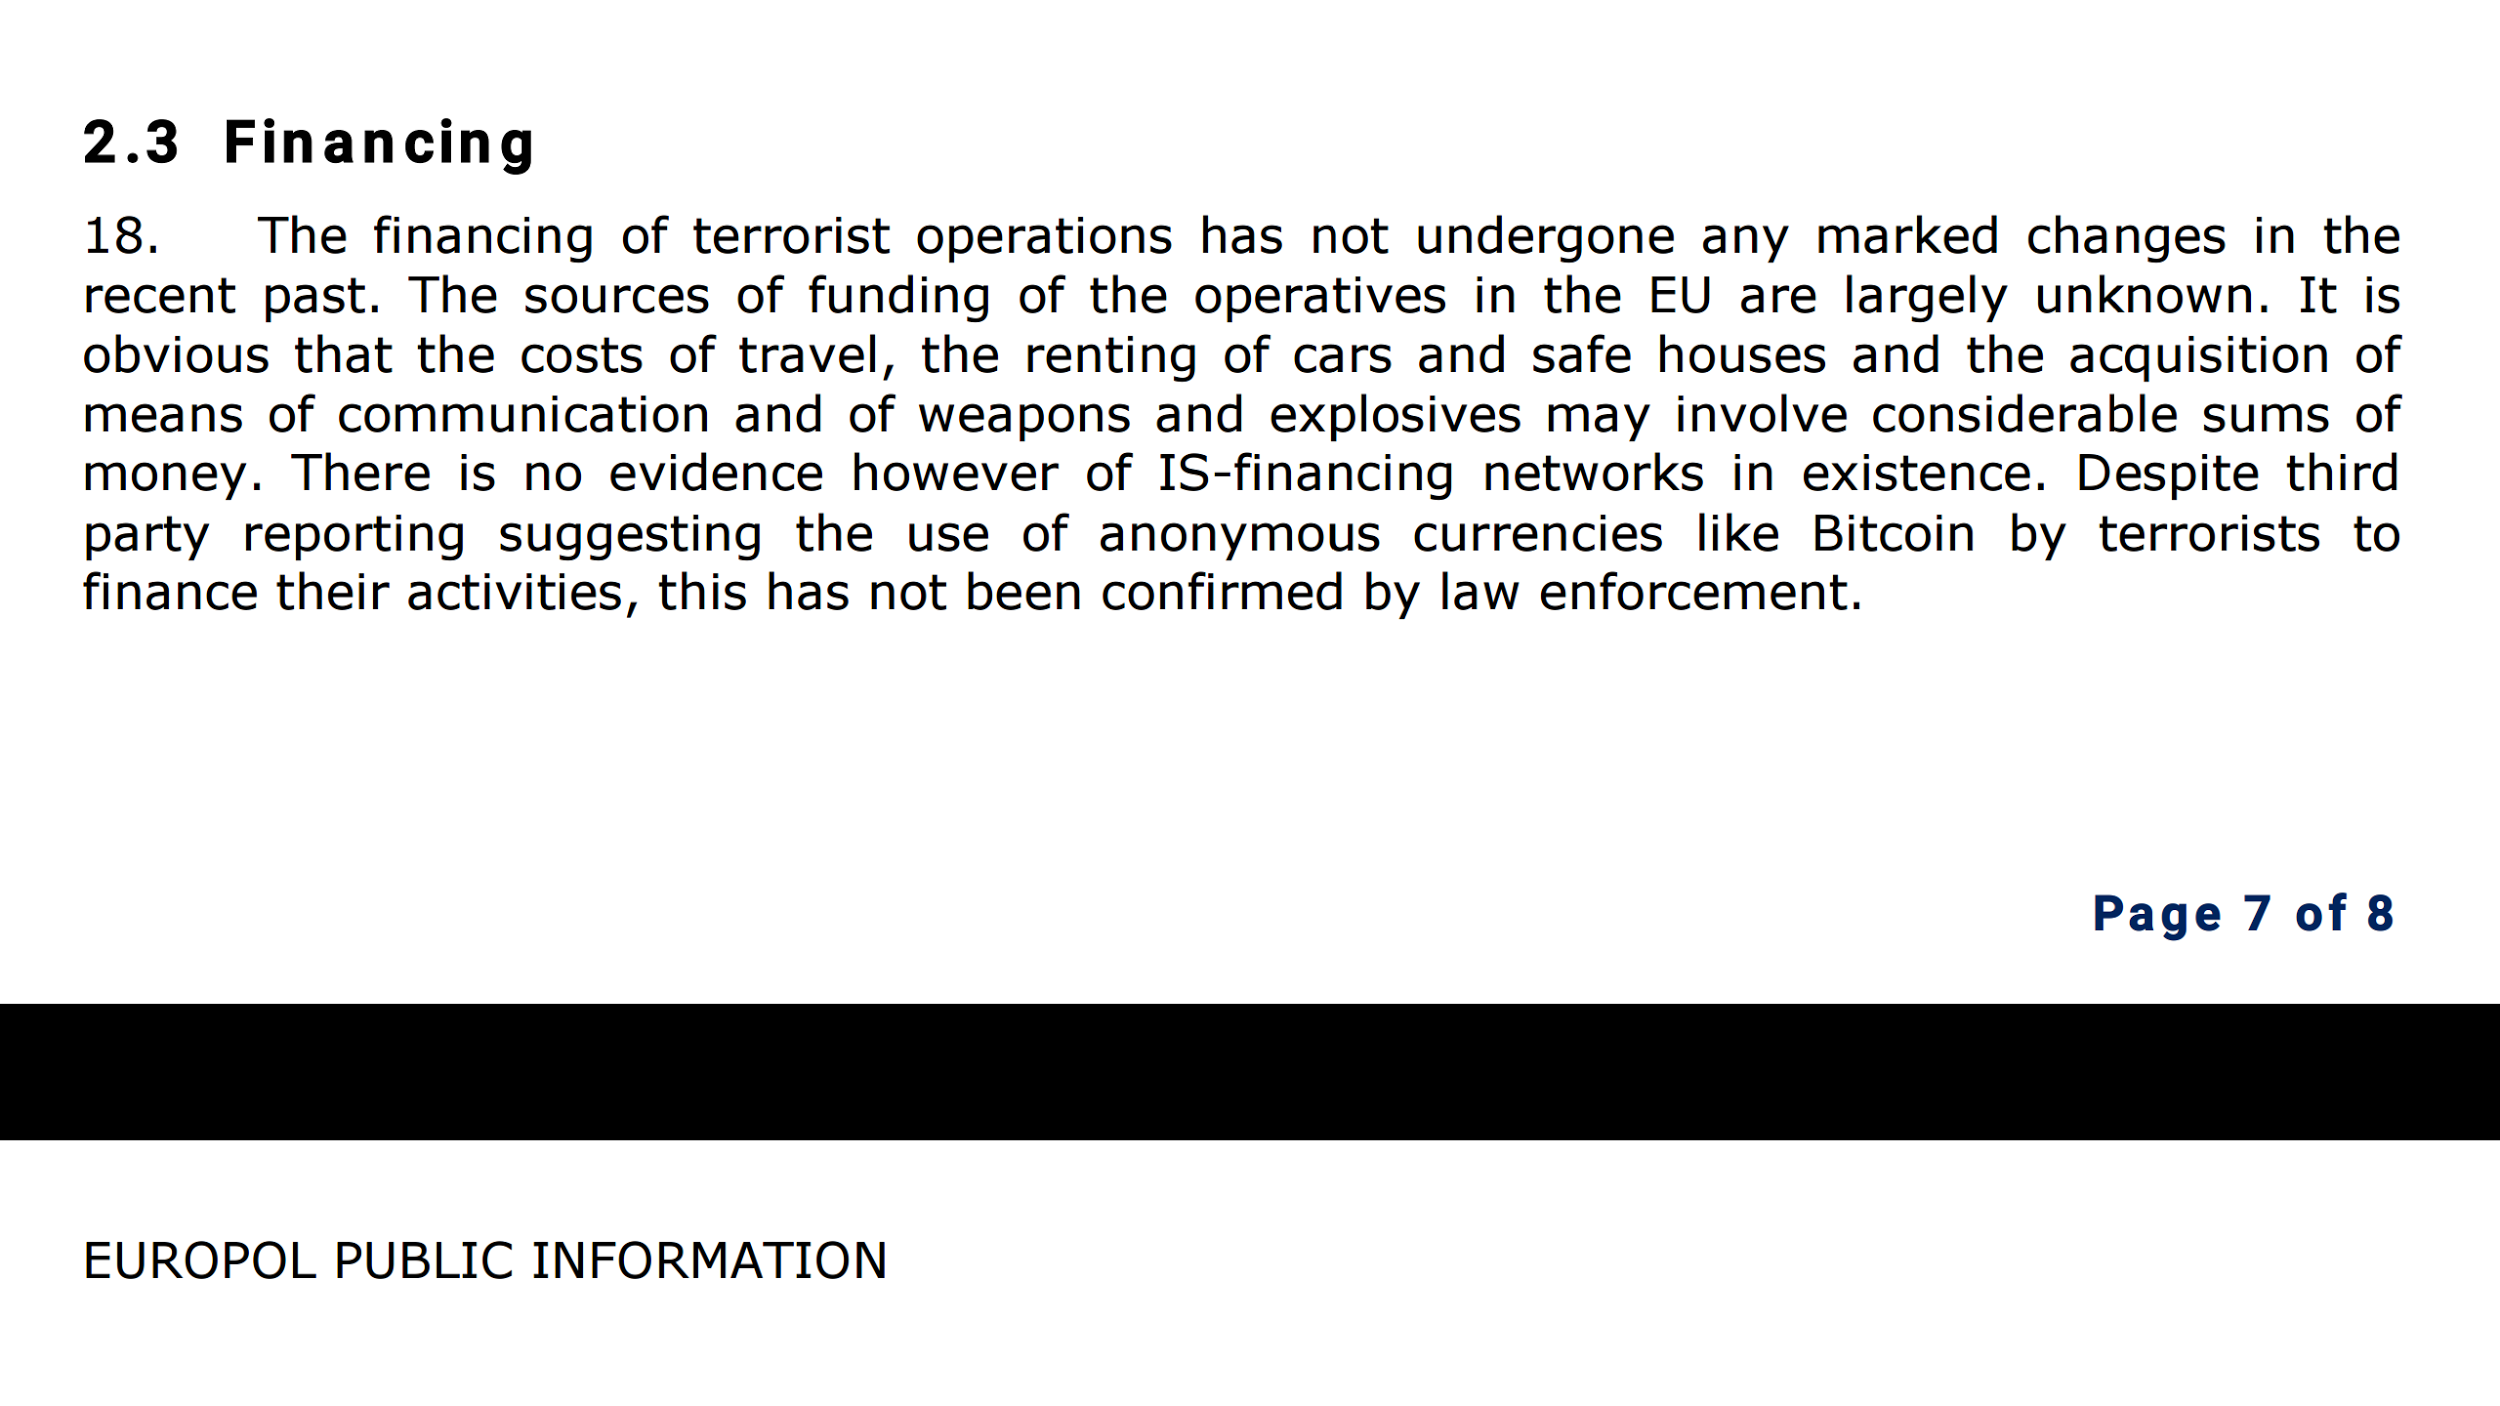 2.3 Financing
18. The financing of terrorist operations has not undergone any marked changes in the
recent past. The sources of funding of the operatives in the EU are largely unknown. It is
obvious that the costs of travel, the renting of cars and safe houses and the acquisition of
means of communication and of weapons and explosives may involve considerable sums of
money. There is no evidence however of IS-financing networks in existence. Despite third
party reporting suggesting the use of anonymous currencies like Bitcoin by terrorists to
finance their activities, this has not been confirmed by law enforcement.
Page 7 of 8
EUROPOL PUBLIC INFORMATION